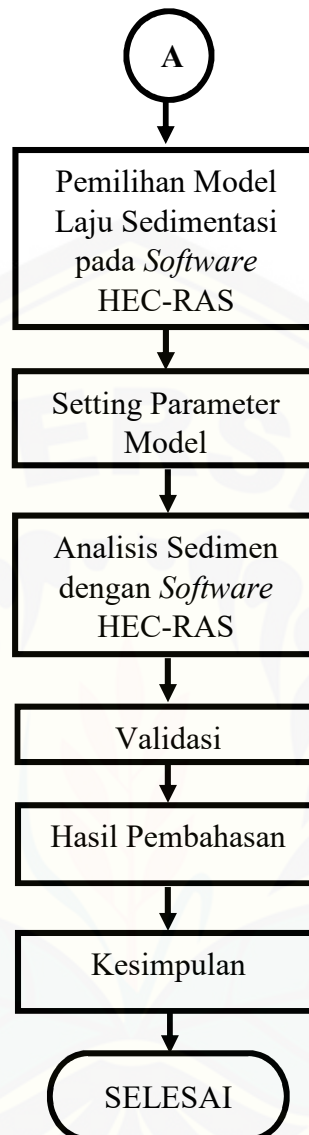 A
Pemilihan Model
Laju Sedimentasi
pada Software
HEC-RAS
Setting Parameter
Model
Analisis Sedimen
dengan Software
HEC-RAS
Validasi
Hasil Pembahasan
Kesimpulan
SELESAI